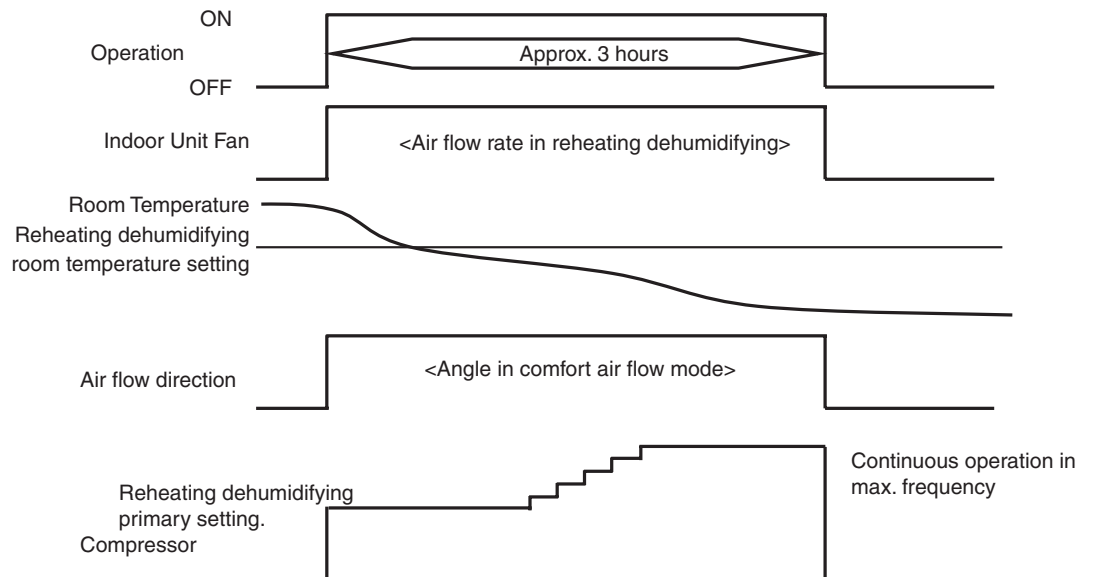 ON
Operation
Approx. 3 hours
OFF
Indoor Unit Fan
<Air flow rate in reheating dehumidifying>
Room Temperature
Reheating dehumidifying
room temperature setting
Air flow direction
<Angle in comfort air flow mode>
Continuous operation in
max. frequency
Reheating dehumidifying
primary setting.
Compressor